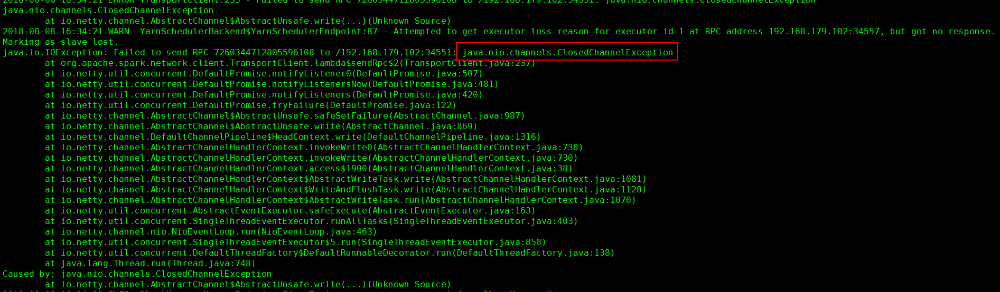 2018-08-08 16:34:21 ERROR TransportClient:233 - Failed to send RPC 7260344712805596108 to /192.168.179.102:34551: java.nio.channels.ClosedChannelException
java.nio.channels.ClosedChannelException
at io.netty.channel.AbstractChannel$AbstractUnsafe.write(...)(Unknown Source)
2018-08-08 16:34:21 WARN  YarnSchedulerBackend$YarnSchedulerEndpoint:87 - Attempted to get executor loss reason for executor id 1 at RPC address 192.168.179.102:34557, but got no response.
Marking as slave lost.
java.io.IOException: Failed to send RPC 7260344712805596108 to /192.168.179.102:34551: java.nio.channels.ClosedChannelException
at org.apache.spark.network.client.TransportClient.lambda$sendRpc$2(TransportClient.java:237)
at io.netty.util.concurrent.DefaultPromise.notifyListener0(DefaultPromise.java:507)
at io.netty.util.concurrent.DefaultPromise.notifyListenersNow(DefaultPromise.java:481)
at io.netty.util.concurrent.DefaultPromise.notifyListeners(DefaultPromise.java:420)
at io.netty.util.concurrent.DefaultPromise.tryFailure(DefaultPromise.java:122)
at io.netty.channel.AbstractChannel$AbstractUnsafe.safeSetFailure(AbstractChannel.java:987)
at io.netty.channel.AbstractChannel$AbstractUnsafe.write(AbstractChannel.java:869)
at io.netty.channel.DefaultChannelPipeline$HeadContext.write(DefaultChannelPipeline.java:1316)
at io.netty.channel.AbstractChannelHandlerContext.invokeWrite0(AbstractChannelHandlerContext.java:738)
at io.netty.channel.AbstractChannelHandlerContext.invokeWrite(AbstractChannelHandlerContext.java:730)
at io.netty.channel.AbstractChannelHandlerContext.access$1900(AbstractChannelHandlerContext.java:38)
at io.netty.channel.AbstractChannelHandlerContext$AbstractWriteTask.write(AbstractChannelHandlerContext.java:1081)
at io.netty.channel.AbstractChannelHandlerContext$WriteAndFlushTask.write(AbstractChannelHandlerContext.java:1128)
at io.netty.channel.AbstractChannelHandlerContext$AbstractWriteTask.run(AbstractChannelHandlerContext.java:1070)
at io.netty.util.concurrent.AbstractEventExecutor.safeExecute(AbstractEventExecutor.java:163)
at io.netty.util.concurrent.SingleThreadEventExecutor.runAllTasks(SingleThreadEventExecutor.java:403)
at io.netty.channel.nio.NioEventLoop.run(NioEventLoop.java:463)
at io.netty.util.concurrent.SingleThreadEventExecutor$5.run(SingleThreadEventExecutor.java:858)
at io.netty.util.concurrent.DefaultThreadFactory$DefaultRunnableDecorator.run(DefaultThreadFactory.java:138)
at java.lang.Thread.run(Thread.java:748)
Caused by: java.nio.channels.ClosedChannelException
at io.netty.channel.AbstractChannel$AbstractUnsafe.write(...)(Unknown Source)